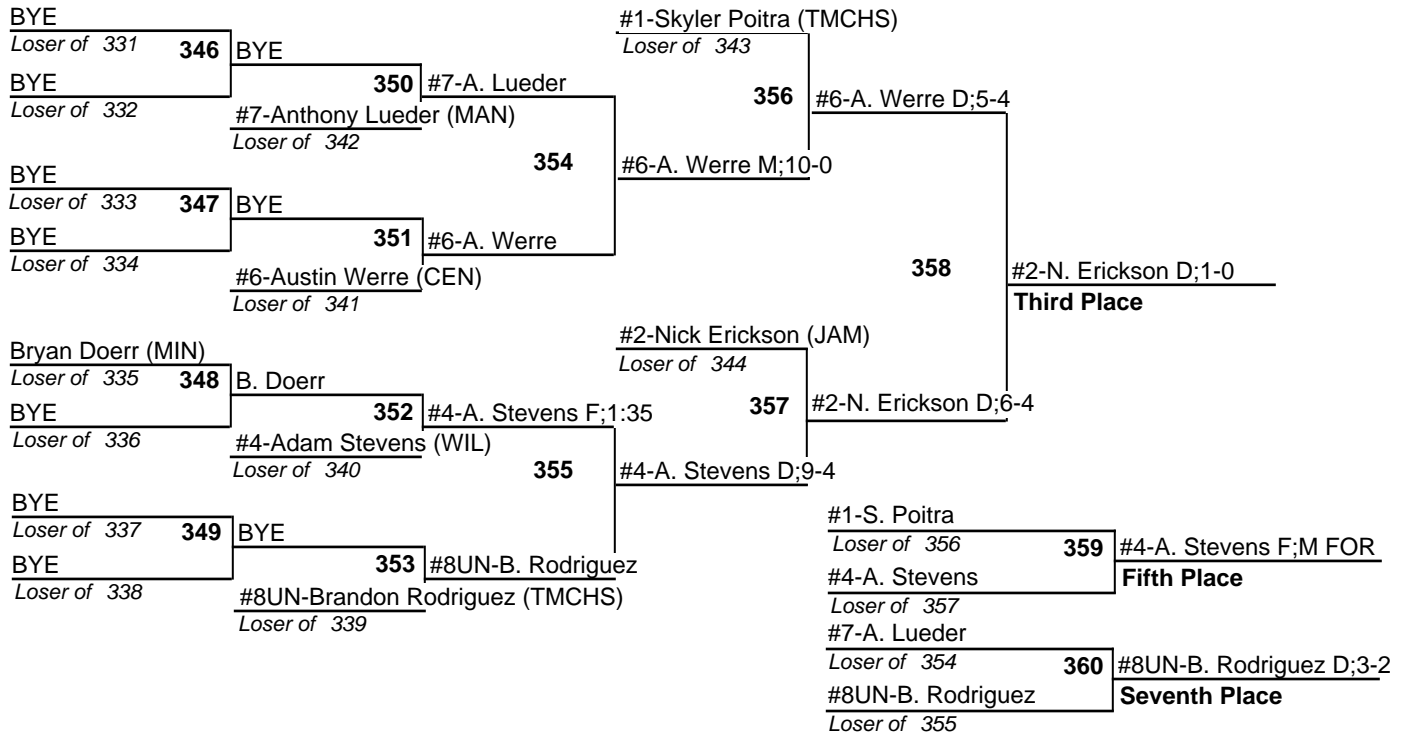 BYE
Loser of 331
346
BYE
BYE
Loser of 332
350
#7-A. Lueder
#7-Anthony Lueder (MAN)
Loser of 342
BYE
Loser of 333
347
BYE
BYE
Loser of 334
351
#6-A. Werre
#6-Austin Werre (CEN)
Loser of 341
354
#6-A. Werre M;10-0
#1-Skyler Poitra (TMCHS)
Loser of 343
356
#6-A. Werre D;5-4
Bryan Doerr (MIN)
Loser of 335
348
B. Doerr
BYE
Loser of 336
352
#4-A. Stevens F;1:35
#4-Adam Stevens (WIL)
Loser of 340
BYE
Loser of 337
349
BYE
BYE
Loser of 338
353
#8UN-B. Rodriguez
#8UN-Brandon Rodriguez (TMCHS)
Loser of 339
355
#4-A. Stevens D;9-4
#2-Nick Erickson (JAM)
Loser of 344
357
#2-N. Erickson D;6-4
358
#2-N. Erickson D;1-0
Third Place
#1-S. Poitra
Loser of 356
359
#4-A. Stevens F;M FOR
#4-A. Stevens
Fifth Place
Loser of 357
#7-A. Lueder
Loser of 354
360
#8UN-B. Rodriguez D;3-2
#8UN-B. Rodriguez
Seventh Place
Loser of 355